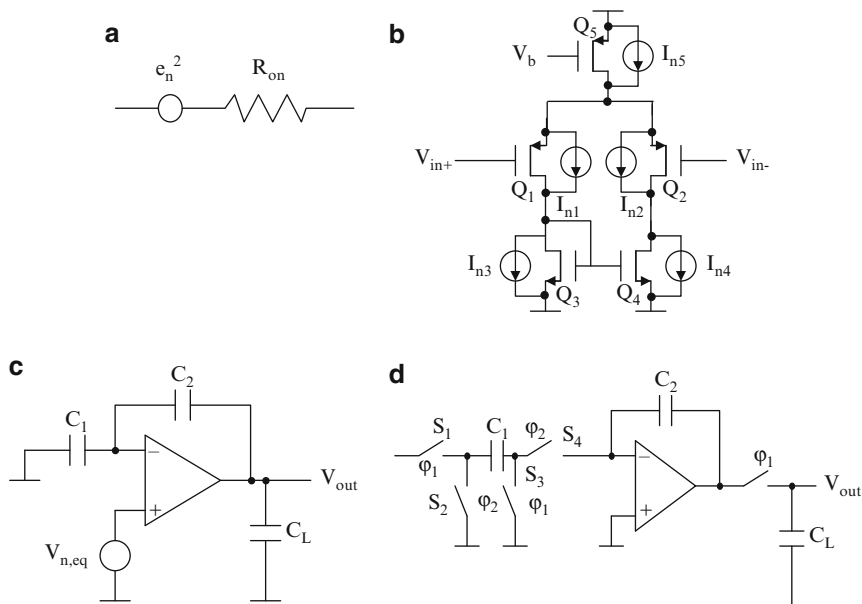 a
e_n^2
R_on
b
Q_5
V_b
I_n5
V_in+
Q_1
I_n1
I_n2
Q_2
V_in-
I_n3
Q_3
Q_4
I_n4
c
C_2
C_1
−
+
V_out
C_L
V_n,eq
d
C_2
S_1
C_1
φ_2
S_4
φ_1
S_3
S_2
φ_2
φ_1
−
+
φ_1
V_out
C_L